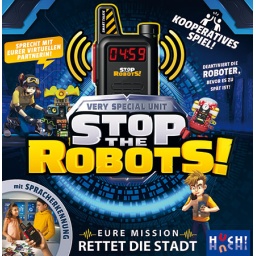 SPRECHT MIT
EURER VIRTUELLEN
PARTNERIN!
04:59
STOP
THE
ROBOTS!
KOOPERATIVES
SPIEL!
DEAKTIVIERT DIE
ROBOTER,
BEVOR ES ZU
SPÄT IST!
VERY SPECIAL UNIT
STOP
THE
ROBOTS!
mit SPRACHERKENNUNG
EURE MISSION
RETTET DIE STADT
HUCH!